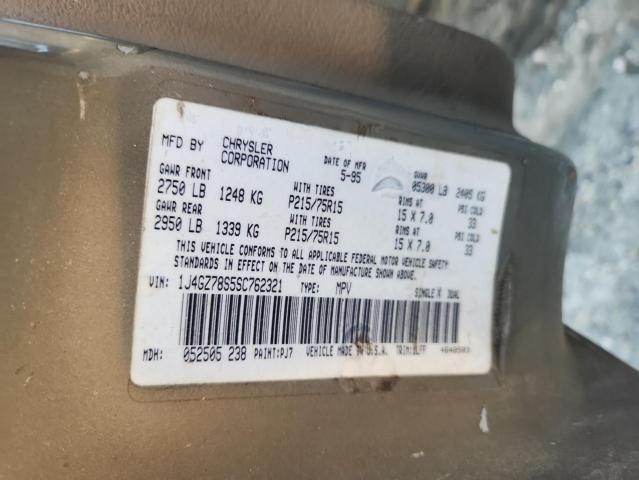 MFD BY CHRYSLER CORPORATION DATE OF MFR 5-95 GVWR 05300 LB 2405 KG
GAWR FRONT WITH TIRES RIMS AT PSI COLD
2750 LB 1248 KG P215/75R15 15 X 7.0 33
GAWR REAR WITH TIRES RIMS AT PSI COLD
2950 LB 1339 KG P215/75R15 15 X 7.0 33
THIS VEHICLE CONFORMS TO ALL APPLICABLE FEDERAL MOTOR VEHICLE SAFETY
STANDARDS IN EFFECT ON THE DATE OF MANUFACTURE SHOWN ABOVE.
VIN: 1J4GZ78S5SC762321 TYPE: MPV SINGLE X DUAL
MDH: 052505 238 PAINT:PJ7 VEHICLE MADE IN U.S.A. TRIM: